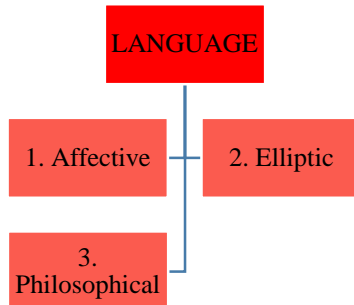 LANGUAGE
1. Affective
2. Elliptic
3.
Philosophical